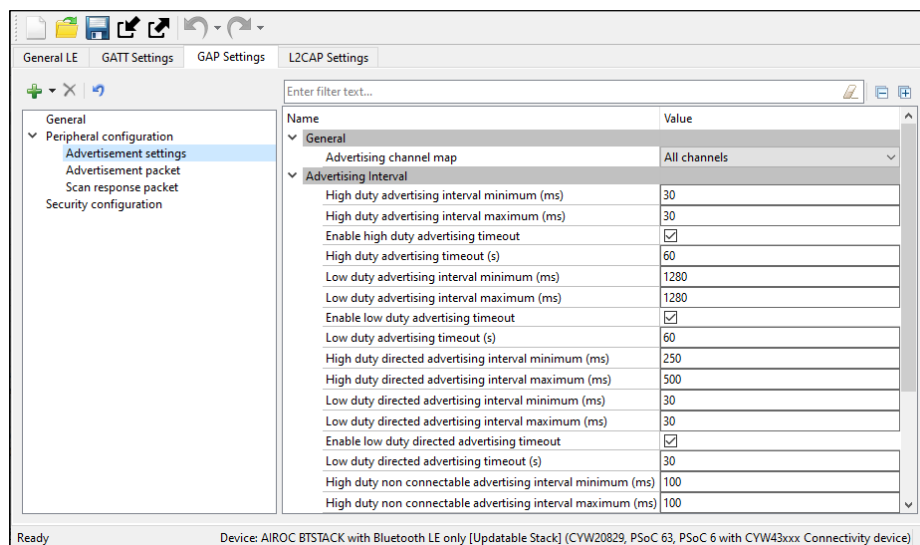 General LE GATT Settings GAP Settings L2CAP Settings
Enter filter text...
General
Peripheral configuration
Advertisement settings
Advertisement packet
Scan response packet
Security configuration
Name Value
General
Advertising channel map All channels
Advertising Interval
High duty advertising interval minimum (ms) 30
High duty advertising interval maximum (ms) 30
Enable high duty advertising timeout
High duty advertising timeout (s) 60
Low duty advertising interval minimum (ms) 1280
Low duty advertising interval maximum (ms) 1280
Enable low duty advertising timeout
Low duty advertising timeout (s) 60
High duty directed advertising interval minimum (ms) 250
High duty directed advertising interval maximum (ms) 500
Low duty directed advertising interval minimum (ms) 30
Low duty directed advertising interval maximum (ms) 30
Enable low duty directed advertising timeout
Low duty directed advertising timeout (s) 30
High duty non connectable advertising interval minimum (ms) 100
High duty non connectable advertising interval maximum (ms) 100
Ready Device: AIROC BTSTACK with Bluetooth LE only [Updatable Stack] (CYW20829, PSoC 63, PSoC 6 with CYW43xxx Connectivity device)